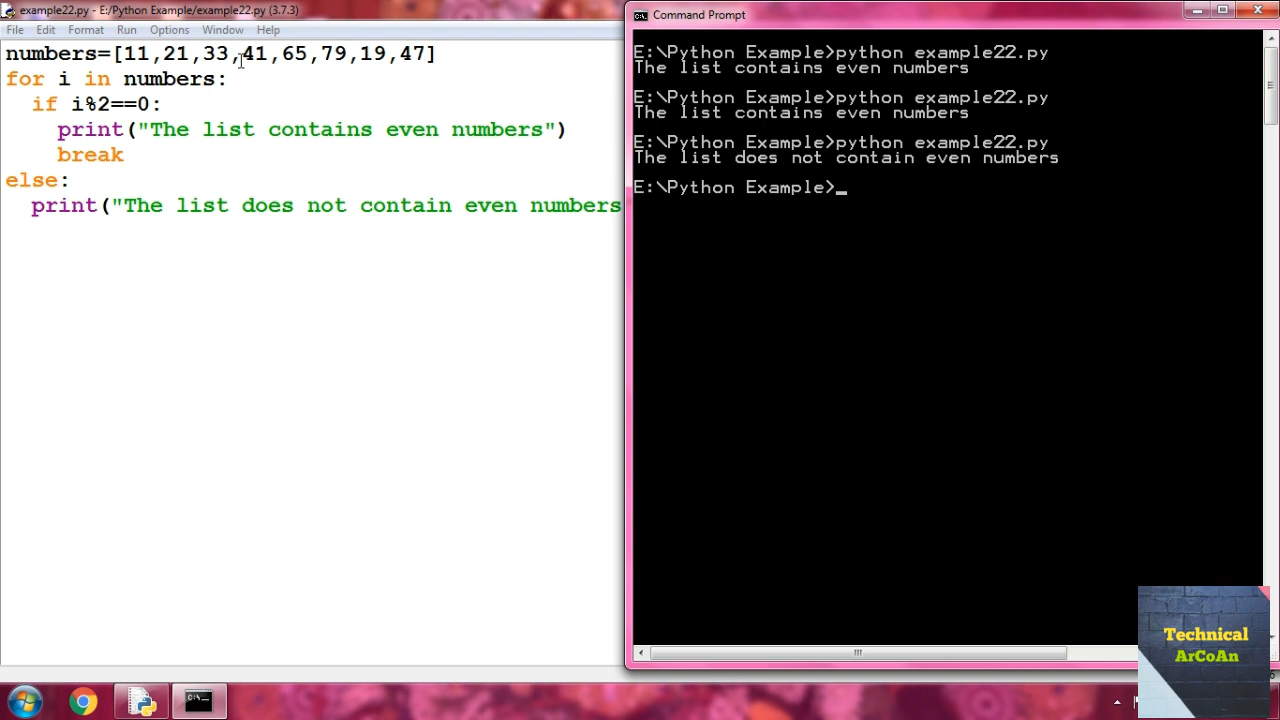 example22.py - E:/Python Example/example22.py (3.7.3)
File Edit Format Run Options Window Help
numbers=[11,21,33,41,65,79,19,47]
for i in numbers:
  if i%2==0:
    print("The list contains even numbers")
    break
else:
  print("The list does not contain even numbers
Command Prompt
E:\Python Example>python example22.py
The list contains even numbers
E:\Python Example>python example22.py
The list contains even numbers
E:\Python Example>python example22.py
The list does not contain even numbers
E:\Python Example>_
Technical
ArCoAn